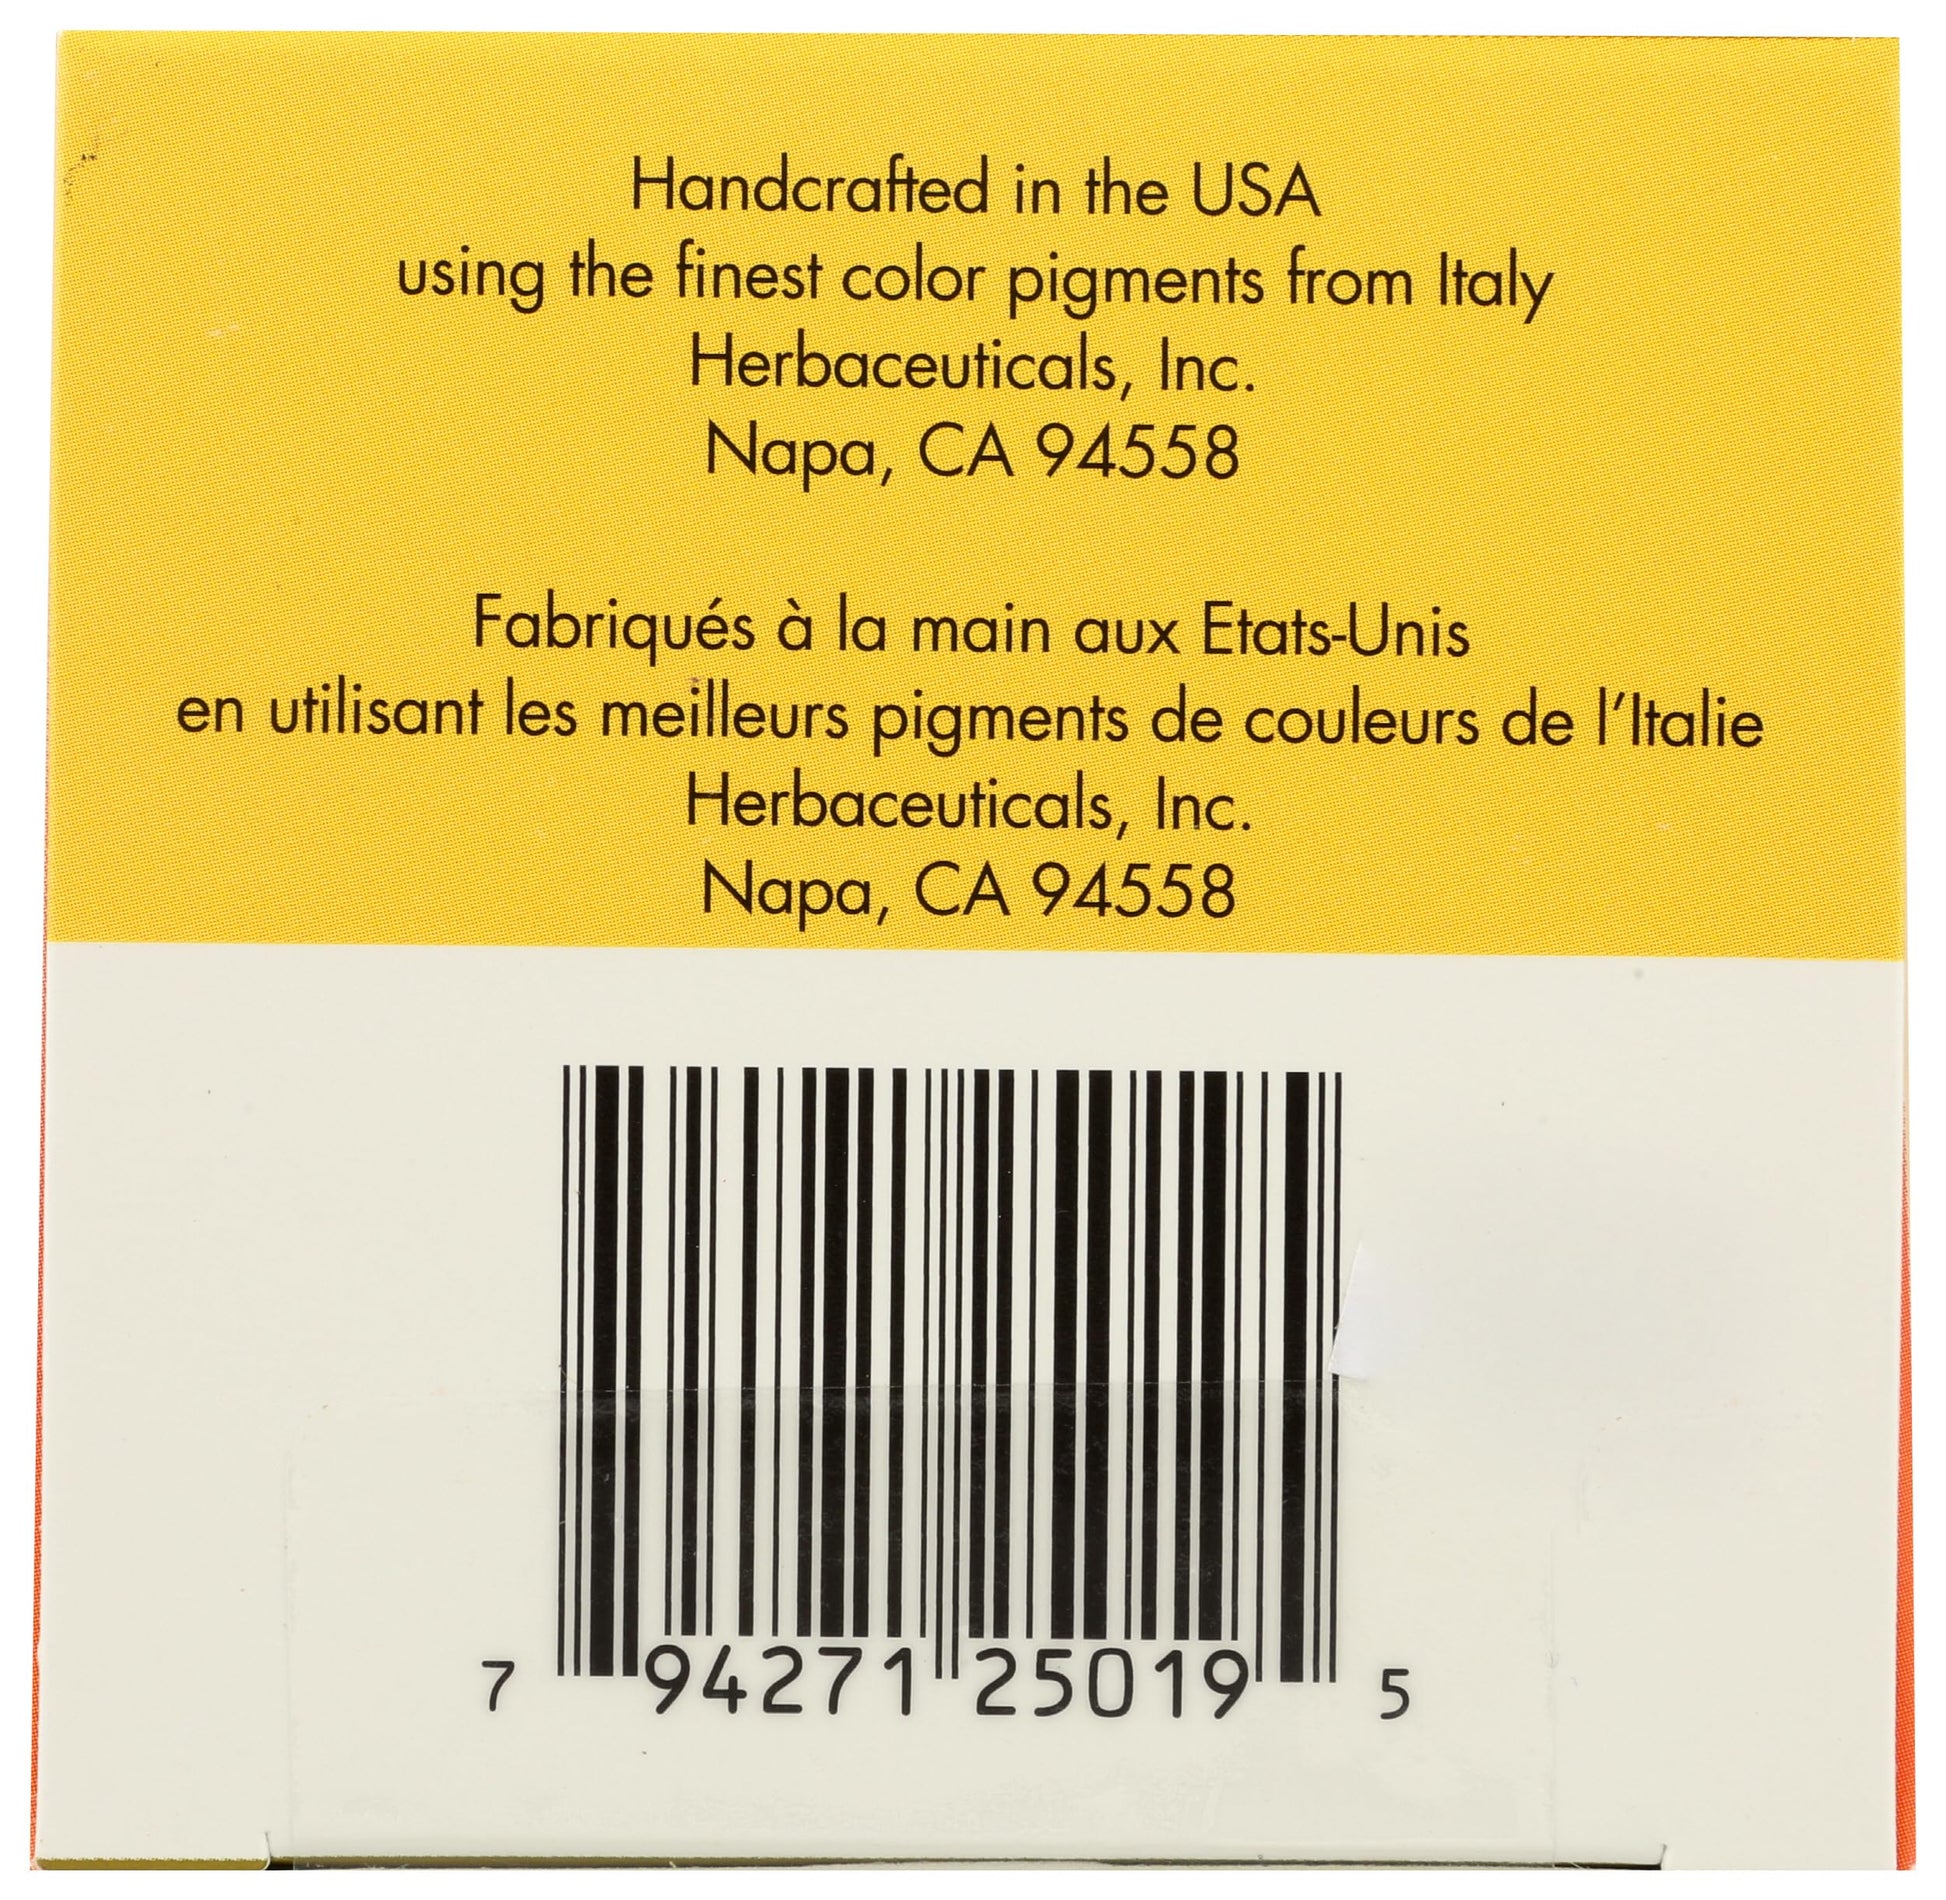 Handcrafted in the USA
using the finest color pigments from Italy
Herbaceuticals, Inc.
Napa, CA 94558
Fabriqués à la main aux Etats-Unis
en utilisant les meilleurs pigments de couleurs de l'Italie
Herbaceuticals, Inc.
Napa, CA 94558
7 94271 25019 5